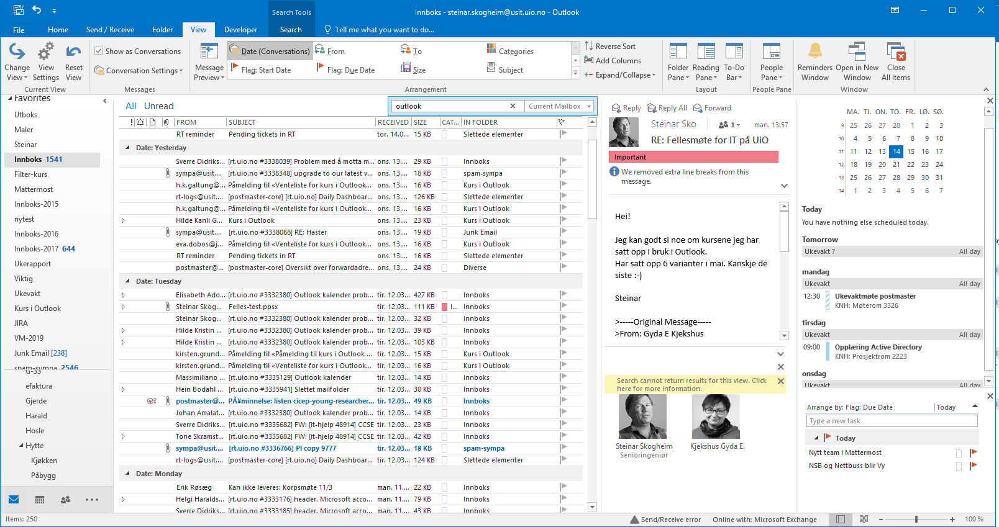 Search Tools
Innboks - steinar.skogheim@usit.uio.no - Outlook
File Home Send / Receive Folder View Developer Search Tell me what you want to do...
Change View
View Settings
Reset View
Current View
Show as Conversations
Conversation Settings
Messages
Message Preview
Date (Conversations) From To Categories
Flag: Start Date Flag: Due Date Size Subject
Reverse Sort
Add Columns
Expand/Collapse
Arrangement
Folder Pane
Reading Pane
To-Do Bar
Layout
People Pane
People Pane
Reminders Window
Open in New Window
Close All Items
Window
Favorites
Utboks
Maler
Steinar
Innboks 1541
Filter-kurs
Mattermost
Innboks-2015
nytest
Innboks-2016
Innboks-2017 644
Ukerapport
Viktig
Ukevakt
Kurs i Outlook
JIRA
VM-2019
Junk Email [238]
spam-sympa 2546
G-33
efaktura
Gjerde
Harald
Hosle
Hytte
Kjøkken
Påbygg
All Unread
outlook Current Mailbox
! FROM SUBJECT RECEIVED SIZE CAT... IN FOLDER
RT reminder Pending tickets in RT tor. 14.0... 15 KB Slettede elementer
Date: Yesterday
Sverre Didriks... [rt.uio.no #3338039] Problem med å motta m... ons. 13.... 29 KB Innboks
sympa@usit.... [rt.uio.no #3338348] upgrade to our latest v... ons. 13.... 18 KB spam-sympa
h.k.galtung@... Påmelding til «Venteliste for kurs i Outlook... ons. 13.... 16 KB Kurs i Outlook
rt-logs@usit.... [postmaster-core] [rt.uio.no] Daily Dashboar... ons. 13.... 126 KB Slettede elementer
h.k.galtung@... Påmelding til «Venteliste for kurs i Outlook... ons. 13.... 16 KB Kurs i Outlook
Hilde Kanli G... Kurs i Outlook ons. 13.... 23 KB Kurs i Outlook
sympa@usit.... [rt.uio.no #3338068] RE: Haster ons. 13.... 19 KB Junk Email
eva.dobos@j... Påmelding til «Venteliste for kurs i Outlook... ons. 13.... 16 KB Kurs i Outlook
RT reminder Pending tickets in RT ons. 13.... 16 KB Slettede elementer
postmaster@... [postmaster-core] Oversikt over forwardadre... ons. 13.... 24 KB Diverse
Date: Tuesday
Elisabeth Ado... [rt.uio.no #3332380] Outlook kalender prob... tir. 12.03... 427 KB Innboks
Steinar Skog... Felles-test.ppsx tir. 12.03... 111 KB I... Innboks
Steinar Skog... [rt.uio.no #3332380] Outlook kalender prob... tir. 12.03... 32 KB Innboks
Hilde Kristin ... [rt.uio.no #3332380] Outlook kalender prob... tir. 12.03... 39 KB Innboks
Hilde Kristin ... [rt.uio.no #3332380] Outlook kalender prob... tir. 12.03... 103 KB Innboks
kirsten.grund... Påmelding til «Påmelding til kurs i Outlook ... tir. 12.03... 15 KB Kurs i Outlook
kirsten.grund... Påmelding til «Venteliste for kurs i Outlook... tir. 12.03... 16 KB Kurs i Outlook
Massimiliano ... [rt.uio.no #3335129] Outlook kalender tir. 12.03... 14 KB Innboks
Hein Bodahl ... [rt.uio.no #3335941] Slettet mailfolder tir. 12.03... 30 KB Innboks
postmaster@... PÃ¥minnelse: listen cicep-young-researcher... tir. 12.03... 49 KB Innboks
Johan Amalat... [rt.uio.no #3332380] Outlook kalender prob... tir. 12.03... 14 KB Innboks
Sverre Didriks... [rt.uio.no #3335682] FW: [it-hjelp 48914] CCSE tir. 12.03... 23 KB Innboks
Tone Skramst... [rt.uio.no #3335682] FW: [it-hjelp 48914] CCSE tir. 12.03... 42 KB Innboks
sympa@usit.... [rt.uio.no #3336766] PI copy 9777 tir. 12.03... 18 KB spam-sympa
rt-logs@usit.... [postmaster-core] [rt.uio.no] Daily Dashboar... tir. 12.03... 124 KB Slettede elementer
Date: Monday
Erik Røsæg Kan ikke leveres: Korpsmøte 11/3 man. 11.... 22 KB Innboks
Helgi Haralds... [rt.uio.no #3333176] header. Microsoft acco... man. 11.... 79 KB Innboks
Sverre Didriks... [rt.uio.no #3333185] header. Microsoft acco... man. 11.... 43 KB Innboks
Reply Reply All Forward
Steinar Sko 1 man. 13:57
RE: Fellesmøte for IT på UiO
Important
We removed extra line breaks from this
message.
Hei!
Jeg kan godt si noe om kursene jeg har
satt opp i bruk i Outlook.
Har satt opp 6 varianter i mai. Kanskje de
siste :-)
Steinar
>-----Original Message-----
>From: Gyda E Kjekshus
Search cannot return results for this view. Click
here for more information.
Steinar Skogheim
Senioringeniør
Kjekshus Gyda E.
MA. TI. ON. TO. FR. LØ. SØ.
9 25 26 27 28 1 2 3
10 4 5 6 7 8 9 10
11 11 12 13 14 15 16 17
12 18 19 20 21 22 23 24
13 25 26 27 28 29 30 31
14 1 2 3 4 5 6 7
Today
You have nothing else scheduled today.
Tomorrow
Ukevakt ? All day
mandag
Ukevakt All day
12:30 Ukevaktmøte postmaster
KNH: Møterom 3326
tirsdag
Ukevakt All day
09:00 Opplæring Active Directory
KNH: Prosjektrom 2223
onsdag
Ukevakt All day
Arrange by: Flag: Due Date Today
Type a new task
Today
Nytt team i Mattermost
NSB og Nettbuss blir Vy
Items: 250
Send/Receive error Online with: Microsoft Exchange 100 %